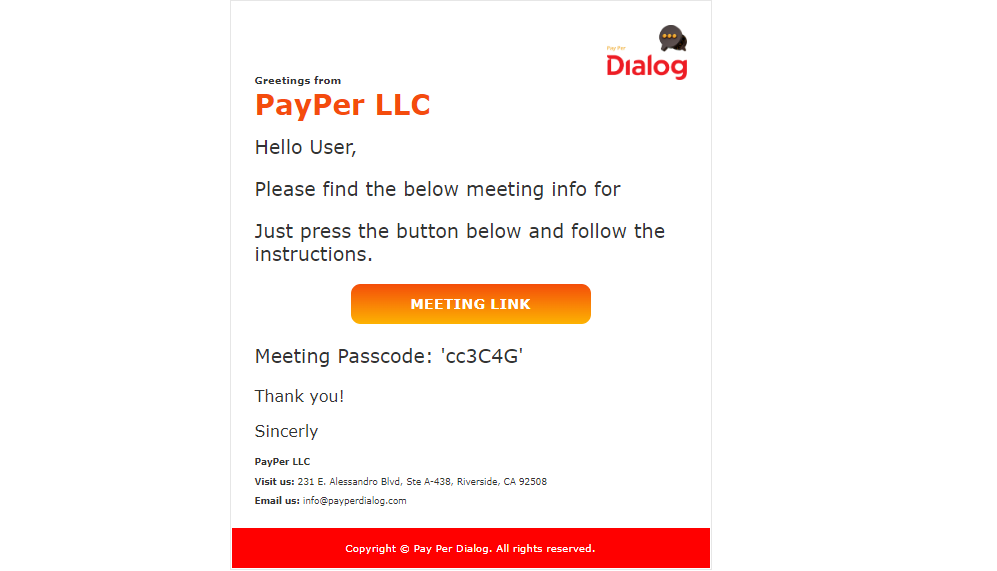 Pay Per
Dialog
Greetings from
PayPer LLC
Hello User,
Please find the below meeting info for
Just press the button below and follow the
instructions.
MEETING LINK
Meeting Passcode: 'cc3C4G'
Thank you!
Sincerly
PayPer LLC
Visit us: 231 E. Alessandro Blvd, Ste A-438, Riverside, CA 92508
Email us: info@payperdialog.com
Copyright © Pay Per Dialog. All rights reserved.